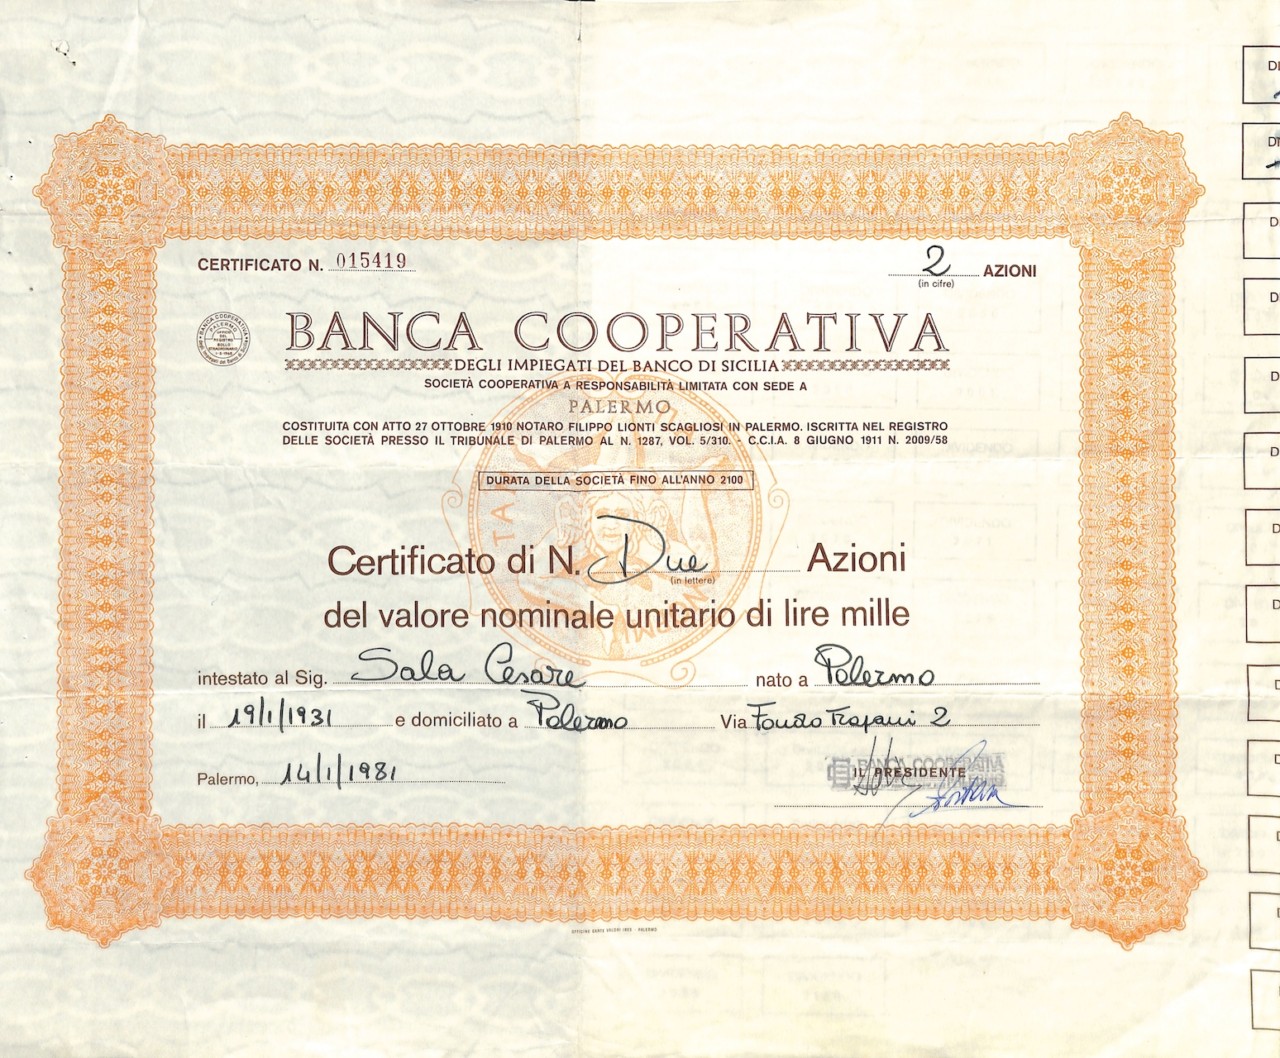 CERTIFICATO N. 015419
2 AZIONI
(in cifre)
BANCA COOPERATIVA
DEGLI IMPIEGATI DEL BANCO DI SICILIA
SOCIETÀ COOPERATIVA A RESPONSABILITÀ LIMITATA CON SEDE A
PALERMO
COSTITUITA CON ATTO 27 OTTOBRE 1910 NOTARO FILIPPO LIONTI SCAGLIOSI IN PALERMO. ISCRITTA NEL REGISTRO
DELLE SOCIETÀ PRESSO IL TRIBUNALE DI PALERMO AL N. 1287, VOL. 5/310. - C.C.I.A. 8 GIUGNO 1911 N. 2009/58
DURATA DELLA SOCIETÀ FINO ALL'ANNO 2100
Certificato di N. Due Azioni
(in lettere)
del valore nominale unitario di lire mille
intestato al Sig. Sala Cesare nato a Palermo
il 19/1/1931 e domiciliato a Palermo Via Fondo Trapani 2
Palermo, 14/1/1981
BANCA COOPERATIVA
IL PRESIDENTE